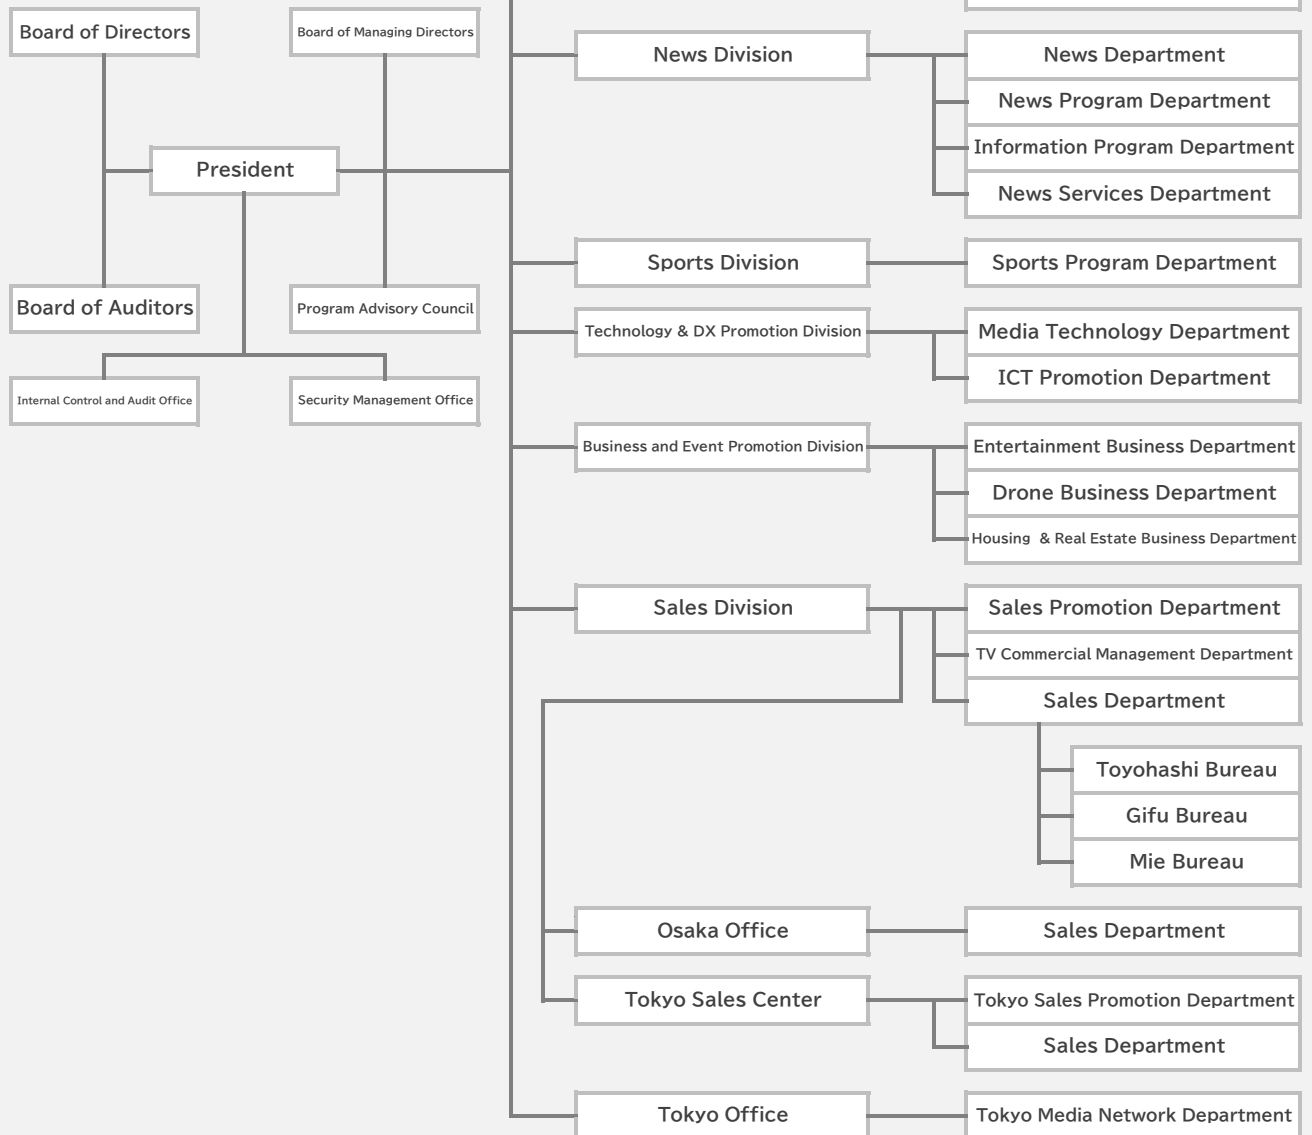 Board of Directors
Board of Managing Directors
President
Board of Auditors
Program Advisory Council
Internal Control and Audit Office
Security Management Office
News Division
News Department
News Program Department
Information Program Department
News Services Department
Sports Division
Sports Program Department
Technology & DX Promotion Division
Media Technology Department
ICT Promotion Department
Business and Event Promotion Division
Entertainment Business Department
Drone Business Department
Housing & Real Estate Business Department
Sales Division
Sales Promotion Department
TV Commercial Management Department
Sales Department
Toyohashi Bureau
Gifu Bureau
Mie Bureau
Osaka Office
Sales Department
Tokyo Sales Center
Tokyo Sales Promotion Department
Sales Department
Tokyo Office
Tokyo Media Network Department